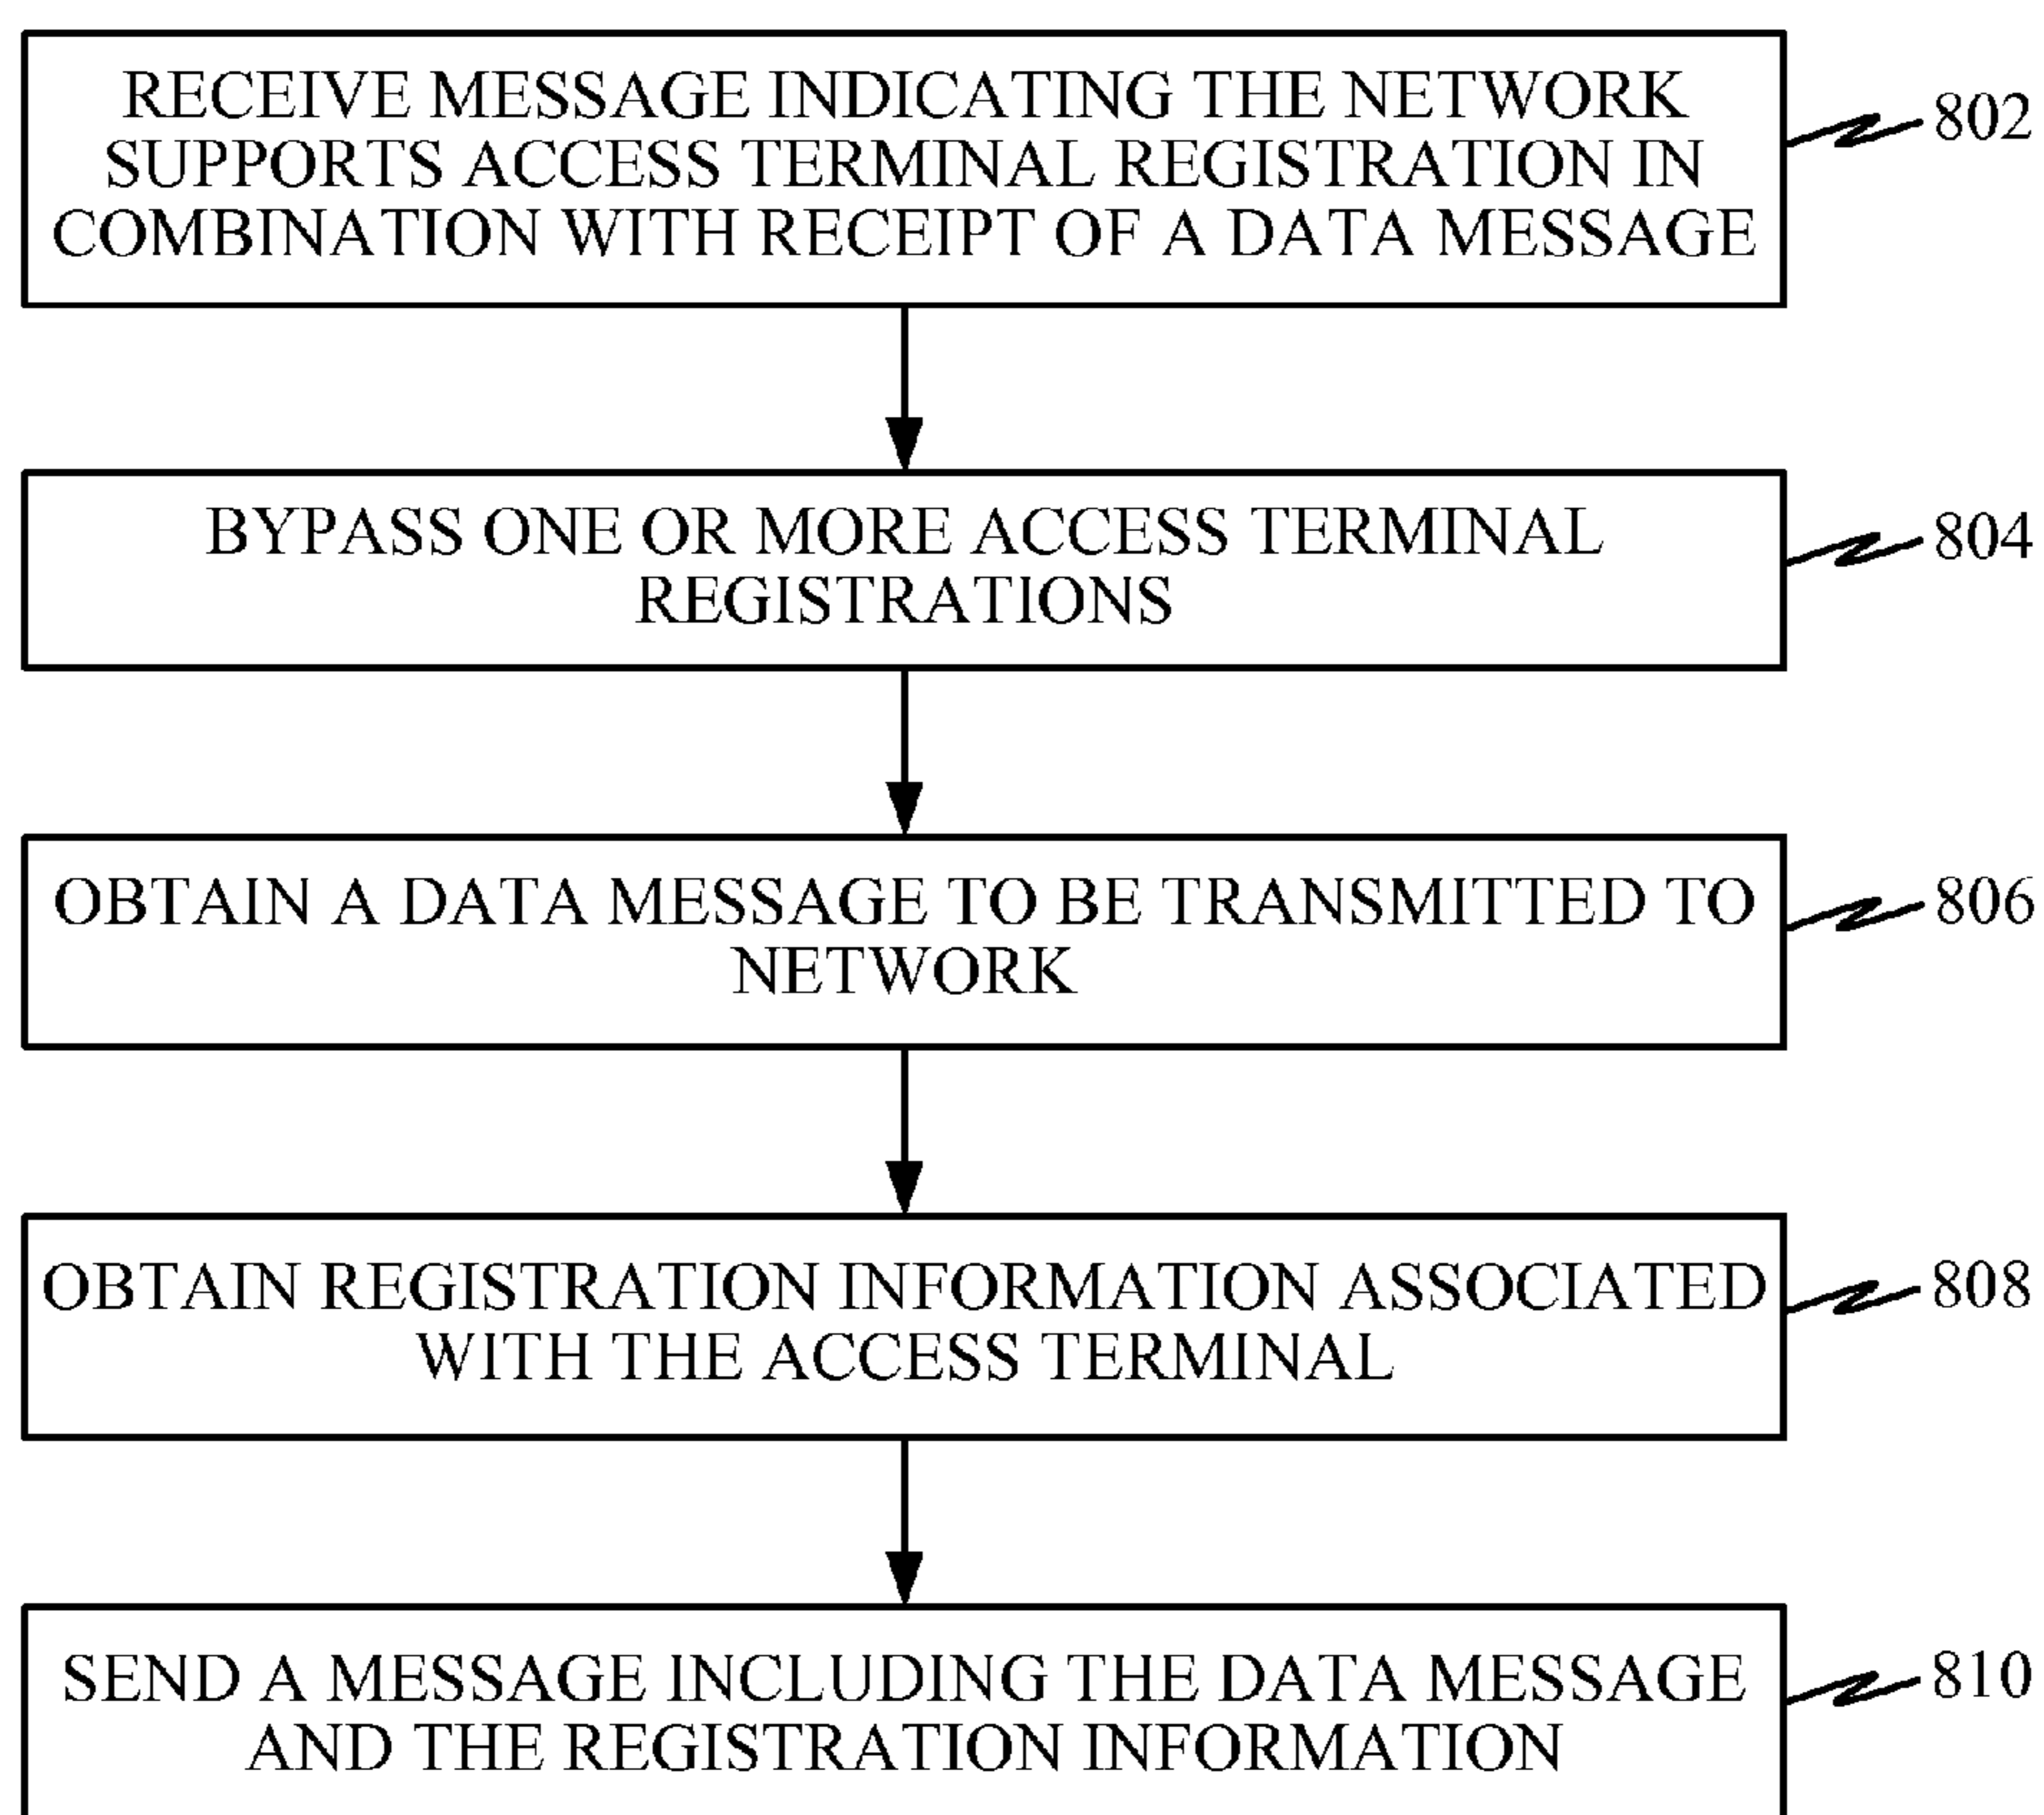 RECEIVE MESSAGE INDICATING THE NETWORK
SUPPORTS ACCESS TERMINAL REGISTRATION IN
COMBINATION WITH RECEIPT OF A DATA MESSAGE
802
BYPASS ONE OR MORE ACCESS TERMINAL
REGISTRATIONS
804
OBTAIN A DATA MESSAGE TO BE TRANSMITTED TO
NETWORK
806
OBTAIN REGISTRATION INFORMATION ASSOCIATED
WITH THE ACCESS TERMINAL
808
SEND A MESSAGE INCLUDING THE DATA MESSAGE
AND THE REGISTRATION INFORMATION
810